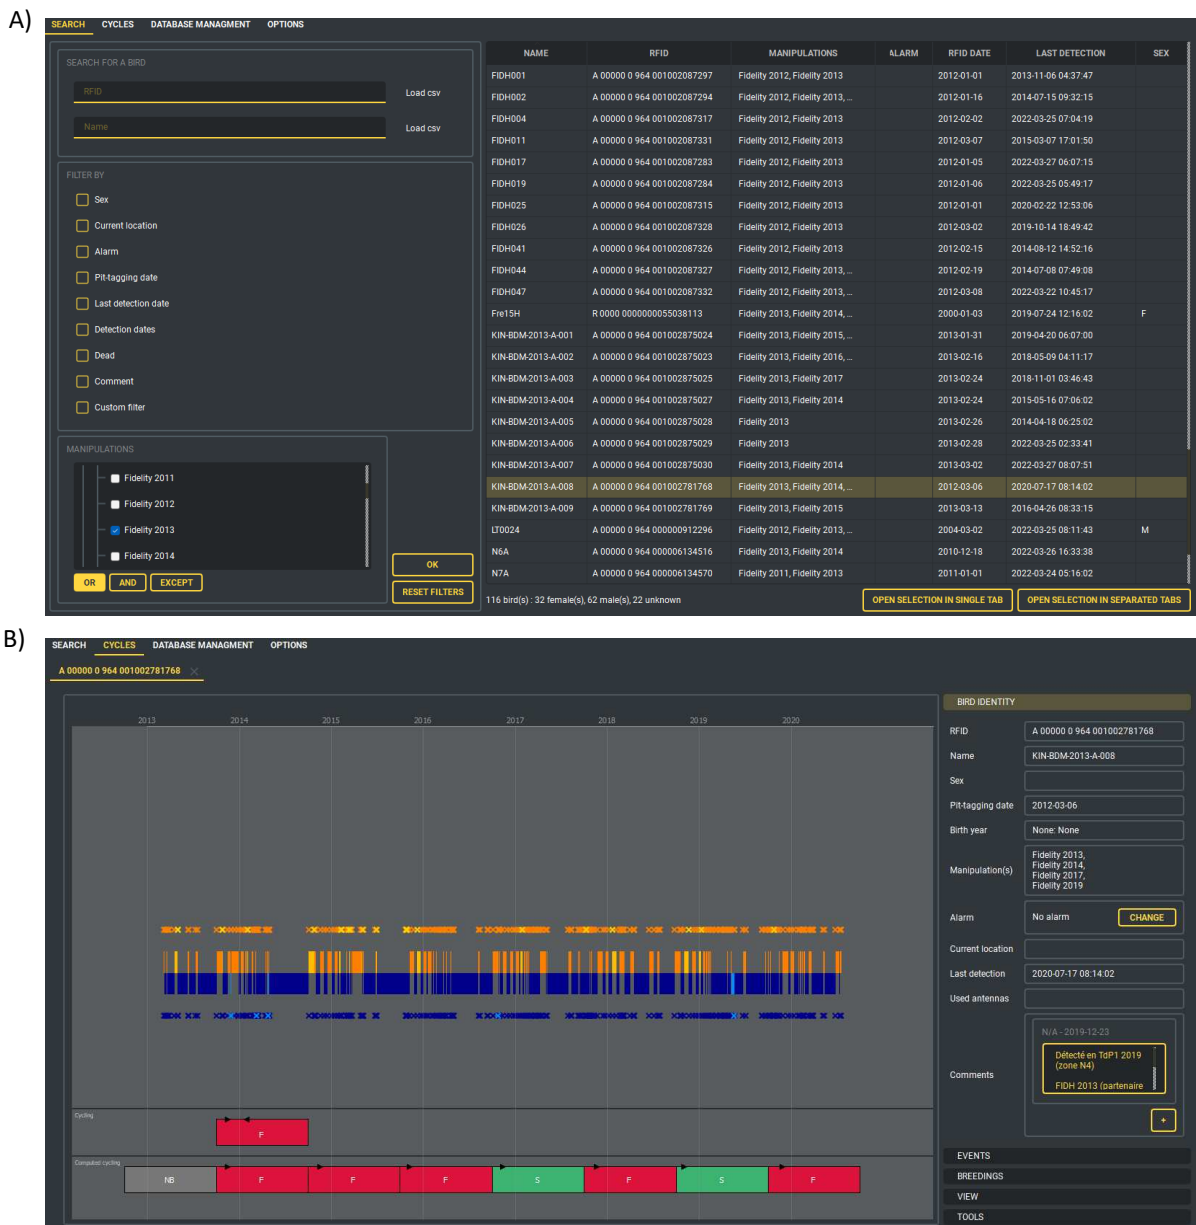 A)
SEARCH CYCLES DATABASE MANAGMENT OPTIONS
SEARCH FOR A BIRD
RFID Load csv
Name Load csv
FILTER BY
Sex
Current location
Alarm
Pit-tagging date
Last detection date
Detection dates
Dead
Comment
Custom filter
MANIPULATIONS
Fidelity 2011
Fidelity 2012
Fidelity 2013
Fidelity 2014
OR AND EXCEPT
OK
RESET FILTERS
NAME RFID MANIPULATIONS ALARM RFID DATE LAST DETECTION SEX
FIDH001 A 00000 0 964 001002087297 Fidelity 2012, Fidelity 2013 2012-01-01 2013-11-06 04:37:47
FIDH002 A 00000 0 964 001002087294 Fidelity 2012, Fidelity 2013, ... 2012-01-16 2014-07-15 09:32:15
FIDH004 A 00000 0 964 001002087317 Fidelity 2012, Fidelity 2013 2012-02-02 2022-03-25 07:04:19
FIDH011 A 00000 0 964 001002087331 Fidelity 2012, Fidelity 2013 2012-03-07 2015-03-07 17:01:50
FIDH017 A 00000 0 964 001002087283 Fidelity 2012, Fidelity 2013 2012-01-05 2022-03-27 06:07:15
FIDH019 A 00000 0 964 001002087284 Fidelity 2012, Fidelity 2013 2012-01-06 2022-03-25 05:49:17
FIDH025 A 00000 0 964 001002087315 Fidelity 2012, Fidelity 2013 2012-01-01 2020-02-22 12:53:06
FIDH026 A 00000 0 964 001002087328 Fidelity 2012, Fidelity 2013 2012-03-02 2019-10-14 18:49:42
FIDH041 A 00000 0 964 001002087326 Fidelity 2012, Fidelity 2013 2012-02-15 2014-08-12 14:52:16
FIDH044 A 00000 0 964 001002087327 Fidelity 2012, Fidelity 2013, ... 2012-02-19 2014-07-08 07:49:08
FIDH047 A 00000 0 964 001002087332 Fidelity 2012, Fidelity 2013, ... 2012-03-08 2022-03-22 10:45:17
Fre15H R 0000 0000000055038113 Fidelity 2013, Fidelity 2014, ... 2000-01-03 2019-07-24 12:16:02 F
KIN-BDM-2013-A-001 A 00000 0 964 001002875024 Fidelity 2013, Fidelity 2015, ... 2013-01-31 2019-04-20 06:07:00
KIN-BDM-2013-A-002 A 00000 0 964 001002875023 Fidelity 2013, Fidelity 2016, ... 2013-02-16 2018-05-09 04:11:17
KIN-BDM-2013-A-003 A 00000 0 964 001002875025 Fidelity 2013, Fidelity 2017 2013-02-24 2018-11-01 03:46:43
KIN-BDM-2013-A-004 A 00000 0 964 001002875027 Fidelity 2013, Fidelity 2014 2013-02-24 2015-05-16 07:06:02
KIN-BDM-2013-A-005 A 00000 0 964 001002875028 Fidelity 2013 2013-02-26 2014-04-18 06:25:02
KIN-BDM-2013-A-006 A 00000 0 964 001002875029 Fidelity 2013 2013-02-28 2022-03-25 02:33:41
KIN-BDM-2013-A-007 A 00000 0 964 001002875030 Fidelity 2013, Fidelity 2014 2013-03-02 2022-03-27 08:07:51
KIN-BDM-2013-A-008 A 00000 0 964 001002781768 Fidelity 2013, Fidelity 2014, ... 2012-03-06 2020-07-17 08:14:02
KIN-BDM-2013-A-009 A 00000 0 964 001002781769 Fidelity 2013, Fidelity 2015 2013-03-13 2016-04-26 08:33:15
LT0024 A 00000 0 964 000000912296 Fidelity 2012, Fidelity 2013, ... 2004-03-02 2022-03-25 08:11:43 M
N6A A 00000 0 964 000006134516 Fidelity 2013, Fidelity 2014 2010-12-18 2022-03-26 16:33:38
N7A A 00000 0 964 000006134570 Fidelity 2011, Fidelity 2013 2011-01-01 2022-03-24 05:16:02
116 bird(s) : 32 female(s), 62 male(s), 22 unknown OPEN SELECTION IN SINGLE TAB OPEN SELECTION IN SEPARATED TABS
B)
SEARCH CYCLES DATABASE MANAGMENT OPTIONS
A 00000 0 964 001002781768
2013 2014 2015 2016 2017 2018 2019 2020
Cycling
F
Computed cycling
NB F F F S F S F
BIRD IDENTITY
RFID A 00000 0 964 001002781768
Name KIN-BDM-2013-A-008
Sex
Pit-tagging date 2012-03-06
Birth year None: None
Manipulation(s) Fidelity 2013,
Fidelity 2014,
Fidelity 2017,
Fidelity 2019
Alarm No alarm CHANGE
Current location
Last detection 2020-07-17 08:14:02
Used antennas
Comments
N/A - 2019-12-23
Détecté en TdP1 2019
(zone N4)
FIDH 2013 (partenaire
+
EVENTS
BREEDINGS
VIEW
TOOLS